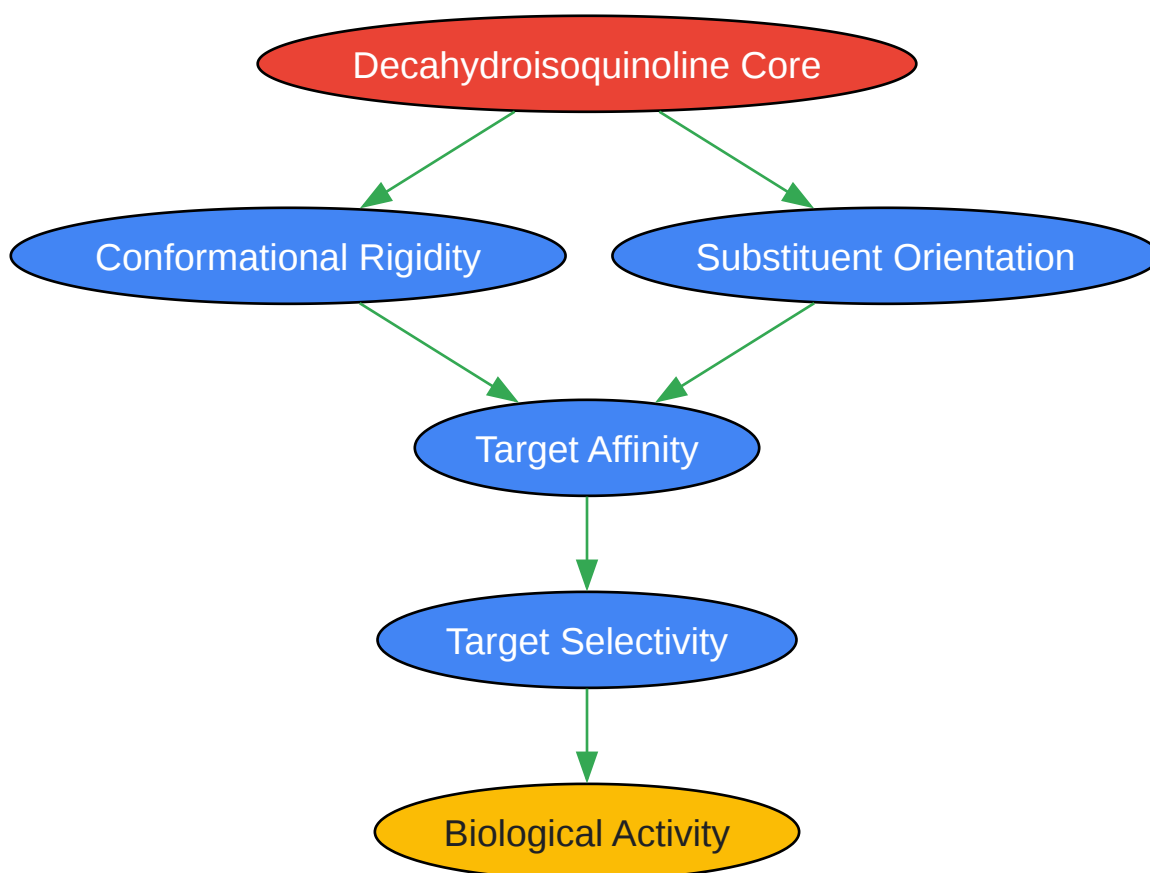 Decahydroisoquinoline Core
Conformational Rigidity
Substituent Orientation
Target Affinity
Target Selectivity
Biological Activity